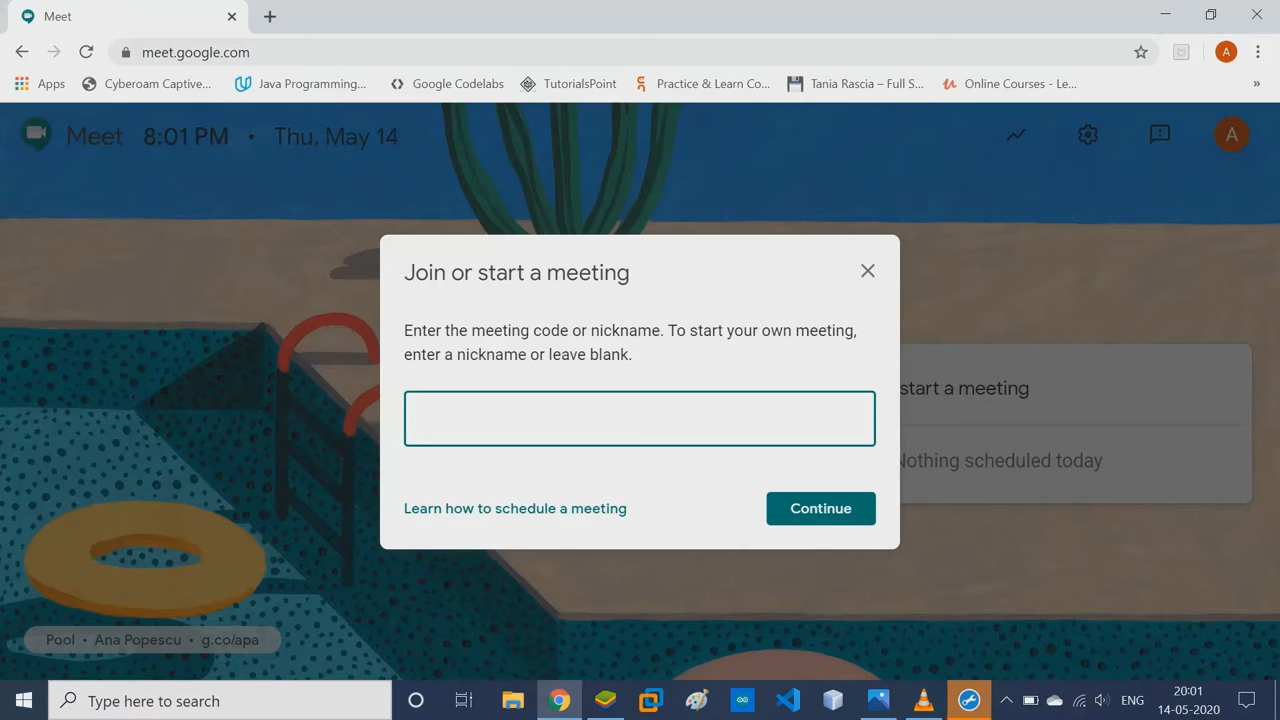 Meet
meet.google.com
A
Apps
Cyberoam Captive...
Java Programming...
Google Codelabs
TutorialsPoint
Practice & Learn Co...
Tania Rascia – Full S...
Online Courses - Le...
»
Meet 8:01 PM • Thu, May 14
A
Join or start a meeting
Enter the meeting code or nickname. To start your own meeting,
enter a nickname or leave blank.
start a meeting
Nothing scheduled today
Learn how to schedule a meeting
Continue
Pool • Ana Popescu • g.co/apa
Type here to search
ENG
20:01
14-05-2020